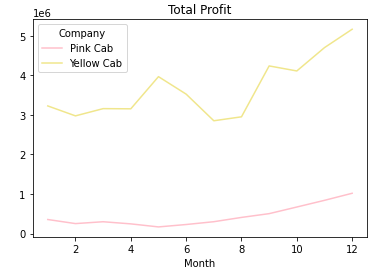 Total Profit
1e6
Company
Pink Cab
Yellow Cab
5
4
3
2
1
0
2 4 6 8 10 12
Month